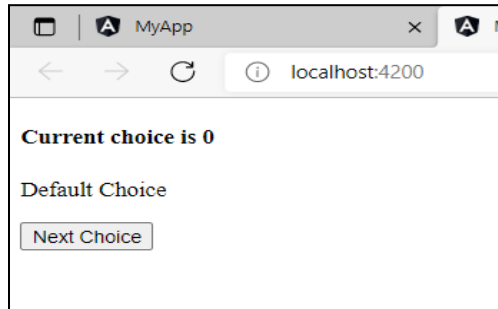 MyApp
localhost:4200
Current choice is 0
Default Choice
Next Choice